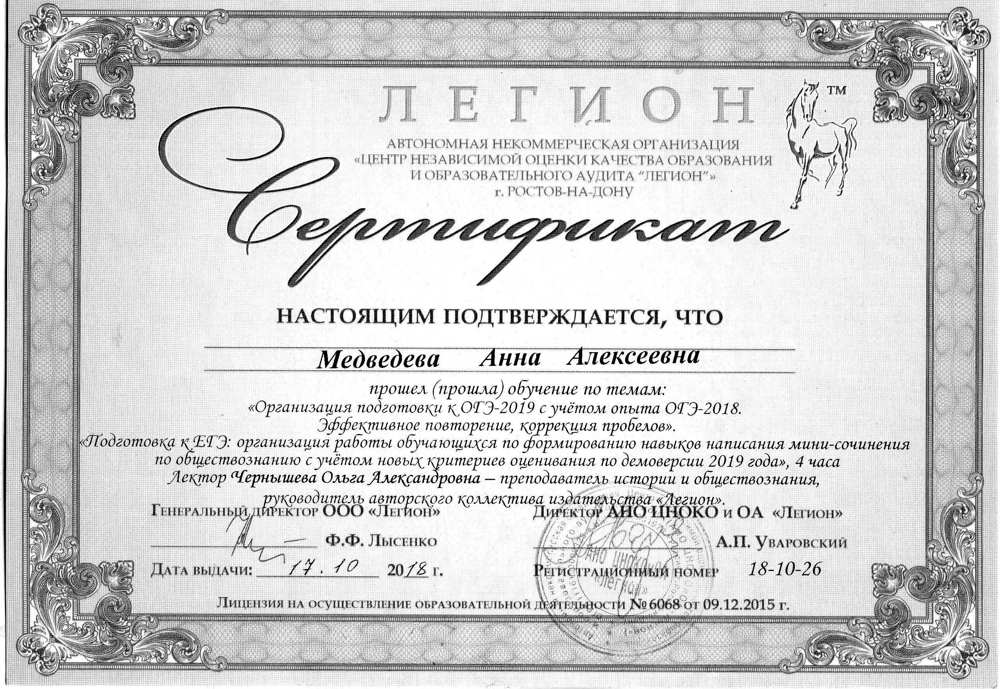 ЛЕГИОН ТМ
АВТОНОМНАЯ НЕКОММЕРЧЕСКАЯ ОРГАНИЗАЦИЯ
«ЦЕНТР НЕЗАВИСИМОЙ ОЦЕНКИ КАЧЕСТВА ОБРАЗОВАНИЯ
И ОБРАЗОВАТЕЛЬНОГО АУДИТА "ЛЕГИОН"»
г. РОСТОВ-НА-ДОНУ
Сертификат
НАСТОЯЩИМ ПОДТВЕРЖДАЕТСЯ, ЧТО
Медведева Анна Алексеевна
прошел (прошла) обучение по темам:
«Организация подготовки к ОГЭ-2019 с учётом опыта ОГЭ-2018.
Эффективное повторение, коррекция пробелов».
«Подготовка к ЕГЭ: организация работы обучающихся по формированию навыков написания мини-сочинения
по обществознанию с учётом новых критериев оценивания по демоверсии 2019 года», 4 часа
Лектор Чернышева Ольга Александровна – преподаватель истории и обществознания,
руководитель авторского коллектива издательства «Легион».
Генеральный директор ООО «Легион» Директор АНО ЦНОКО и ОА «Легион»
Ф.Ф. Лысенко А.П. Уваровский
Дата выдачи: 17.10 2018 г. Регистрационный номер 18-10-26
«Легион»
Лицензия на осуществление образовательной деятельности № 6068 от 09.12.2015 г.